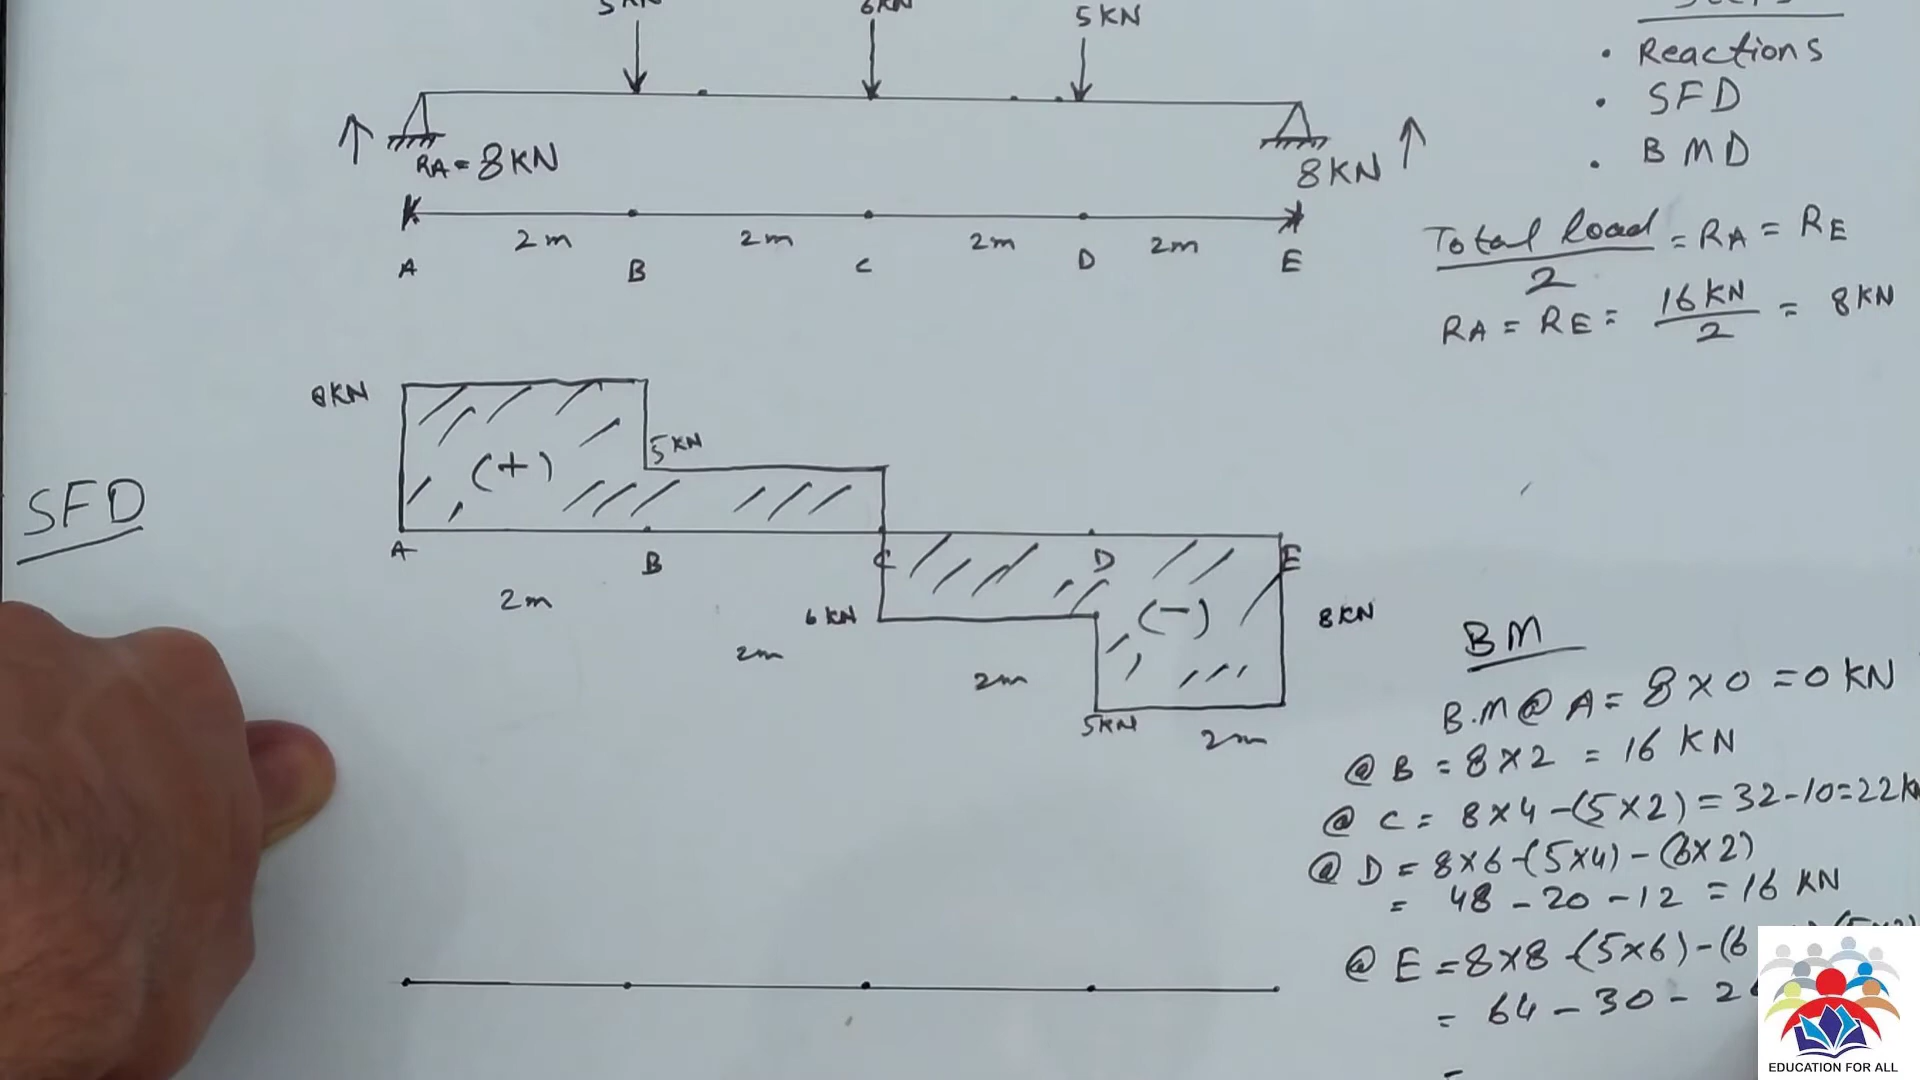 5KN
6KN
5KN
RA = 8KN
8KN
2m 2m 2m 2m
A B C D E
• Reactions
• SFD
• BMD
Total load / 2 = RA = RE
RA = RE = 16KN / 2 = 8KN
SFD
8KN
5KN
(+)
A B C D E
6KN
(-)
8KN
5KN
2m
2m
2m
2m
BM
B.M @ A = 8×0 = 0 KN
@ B = 8×2 = 16 KN
@ C = 8×4-(5×2) = 32-10=22K
@ D = 8×6-(5×4)-(6×2)
= 48-20-12 = 16 KN
@ E = 8×8-(5×6)-(6
= 64-30-2
=
EDUCATION FOR ALL